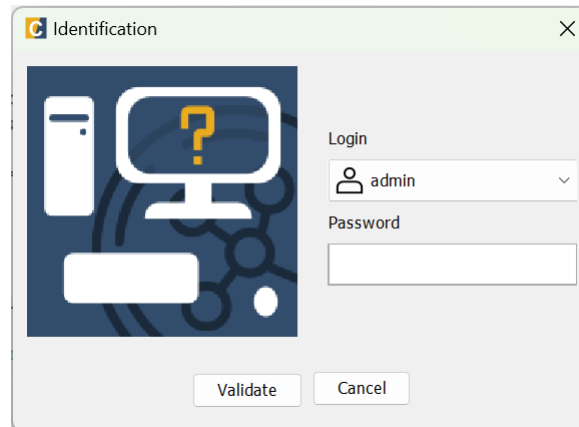 C Identification
?
Login
admin
Password
Validate
Cancel